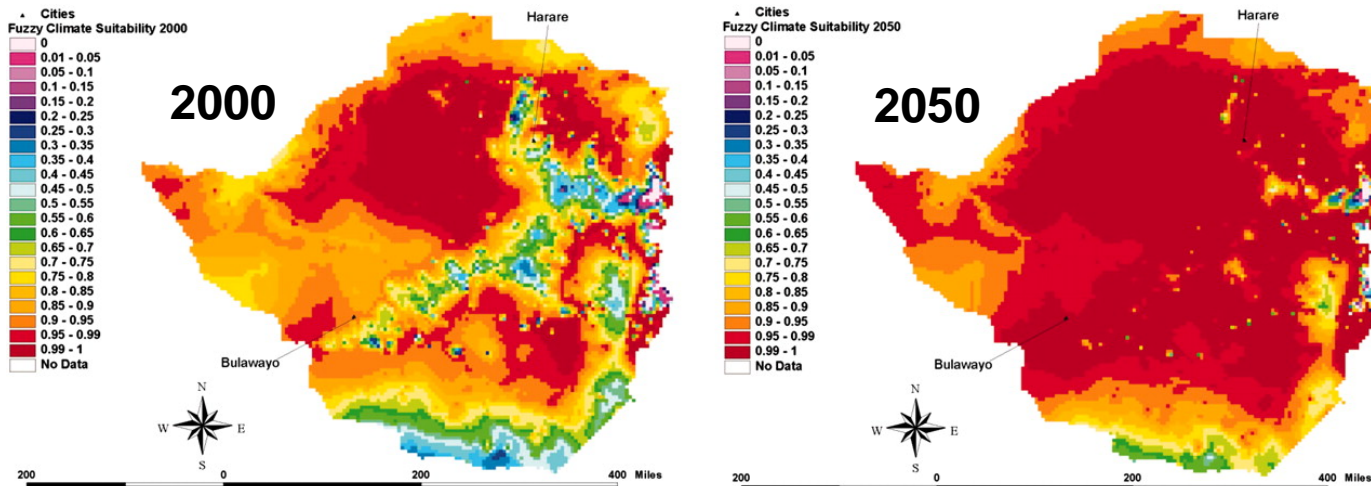 Cities
Fuzzy Climate Suitability 2000
0
0.01 - 0.05
0.05 - 0.1
0.1 - 0.15
0.15 - 0.2
0.2 - 0.25
0.25 - 0.3
0.3 - 0.35
0.35 - 0.4
0.4 - 0.45
0.45 - 0.5
0.5 - 0.55
0.55 - 0.6
0.6 - 0.65
0.65 - 0.7
0.7 - 0.75
0.75 - 0.8
0.8 - 0.85
0.85 - 0.9
0.9 - 0.95
0.95 - 0.99
0.99 - 1
No Data
2000
Harare
Bulawayo
N
W E
S
200 0 200 400 Miles
Cities
Fuzzy Climate Suitability 2050
0
0.01 - 0.05
0.05 - 0.1
0.1 - 0.15
0.15 - 0.2
0.2 - 0.25
0.25 - 0.3
0.3 - 0.35
0.35 - 0.4
0.4 - 0.45
0.45 - 0.5
0.5 - 0.55
0.55 - 0.6
0.6 - 0.65
0.65 - 0.7
0.7 - 0.75
0.75 - 0.8
0.8 - 0.85
0.85 - 0.9
0.9 - 0.95
0.95 - 0.99
0.99 - 1
No Data
2050
Harare
Bulawayo
N
W E
S
200 0 200 400 Miles